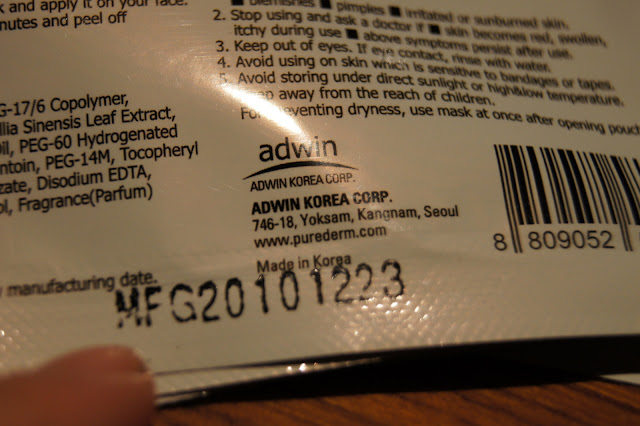 k and apply it on your face.
nutes and peel off
■ blemishes ■ pimples ■ irritated or sunburned skin.
2. Stop using and ask a doctor if ■ skin becomes red, swollen,
itchy during use ■ above symptoms persist after use.
3. Keep out of eyes. If eye contact, rinse with water.
4. Avoid using on skin which is sensitive to bandages or tapes.
5. Avoid storing under direct sunlight or high/low temperature.
away from the reach of children.
For preventing dryness, use mask at once after opening pouc
G-17/6 Copolymer,
llia Sinensis Leaf Extract,
oil, PEG-60 Hydrogenated
ntoin, PEG-14M, Tocopheryl
zate, Disodium EDTA,
ol, Fragrance(Parfum)
adwin
ADWIN KOREA CORP.
ADWIN KOREA CORP.
746-18, Yoksam, Kangnam, Seoul
www.purederm.com
Made in Korea
8 809052
manufacturing date.
MFG20101223